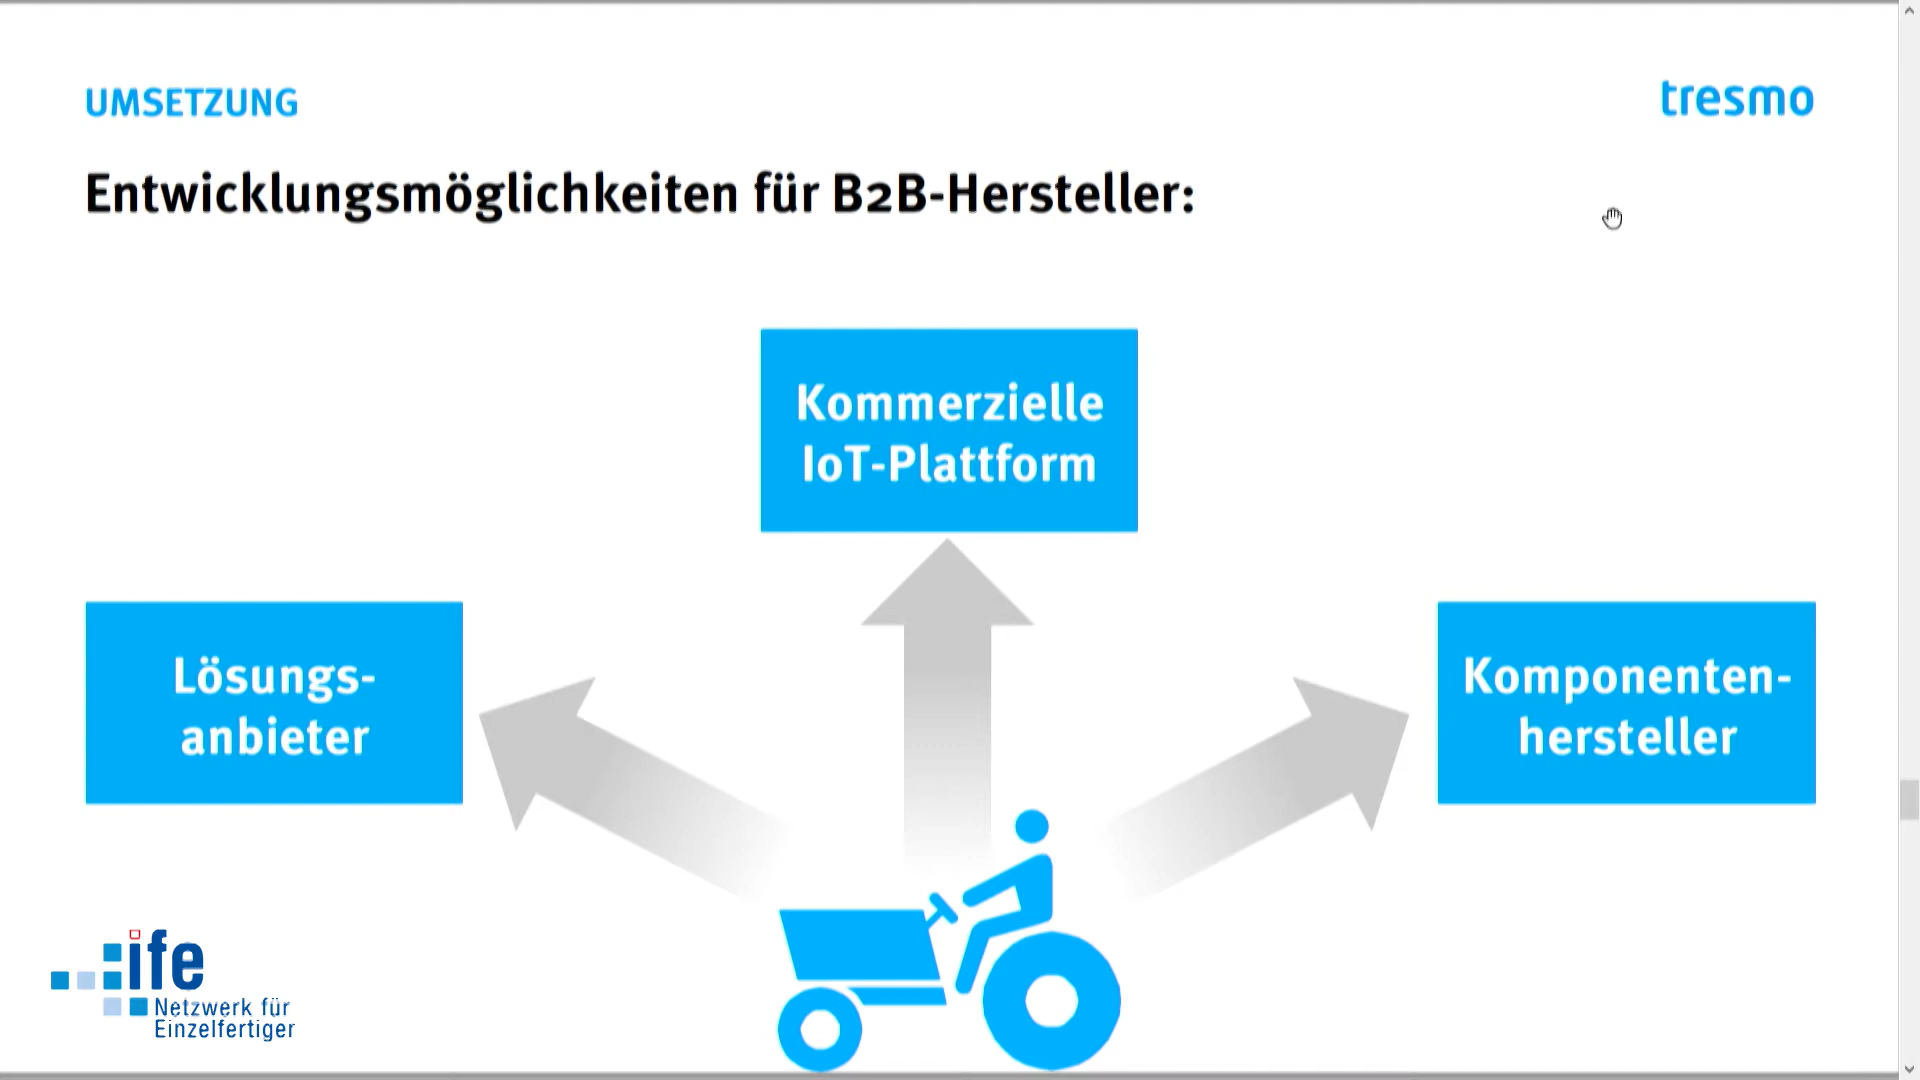 UMSETZUNG
tresmo
Entwicklungsmöglichkeiten für B2B-Hersteller:
Kommerzielle
IoT-Plattform
Lösungs-
anbieter
Komponenten-
hersteller
ife
Netzwerk für
Einzelfertiger